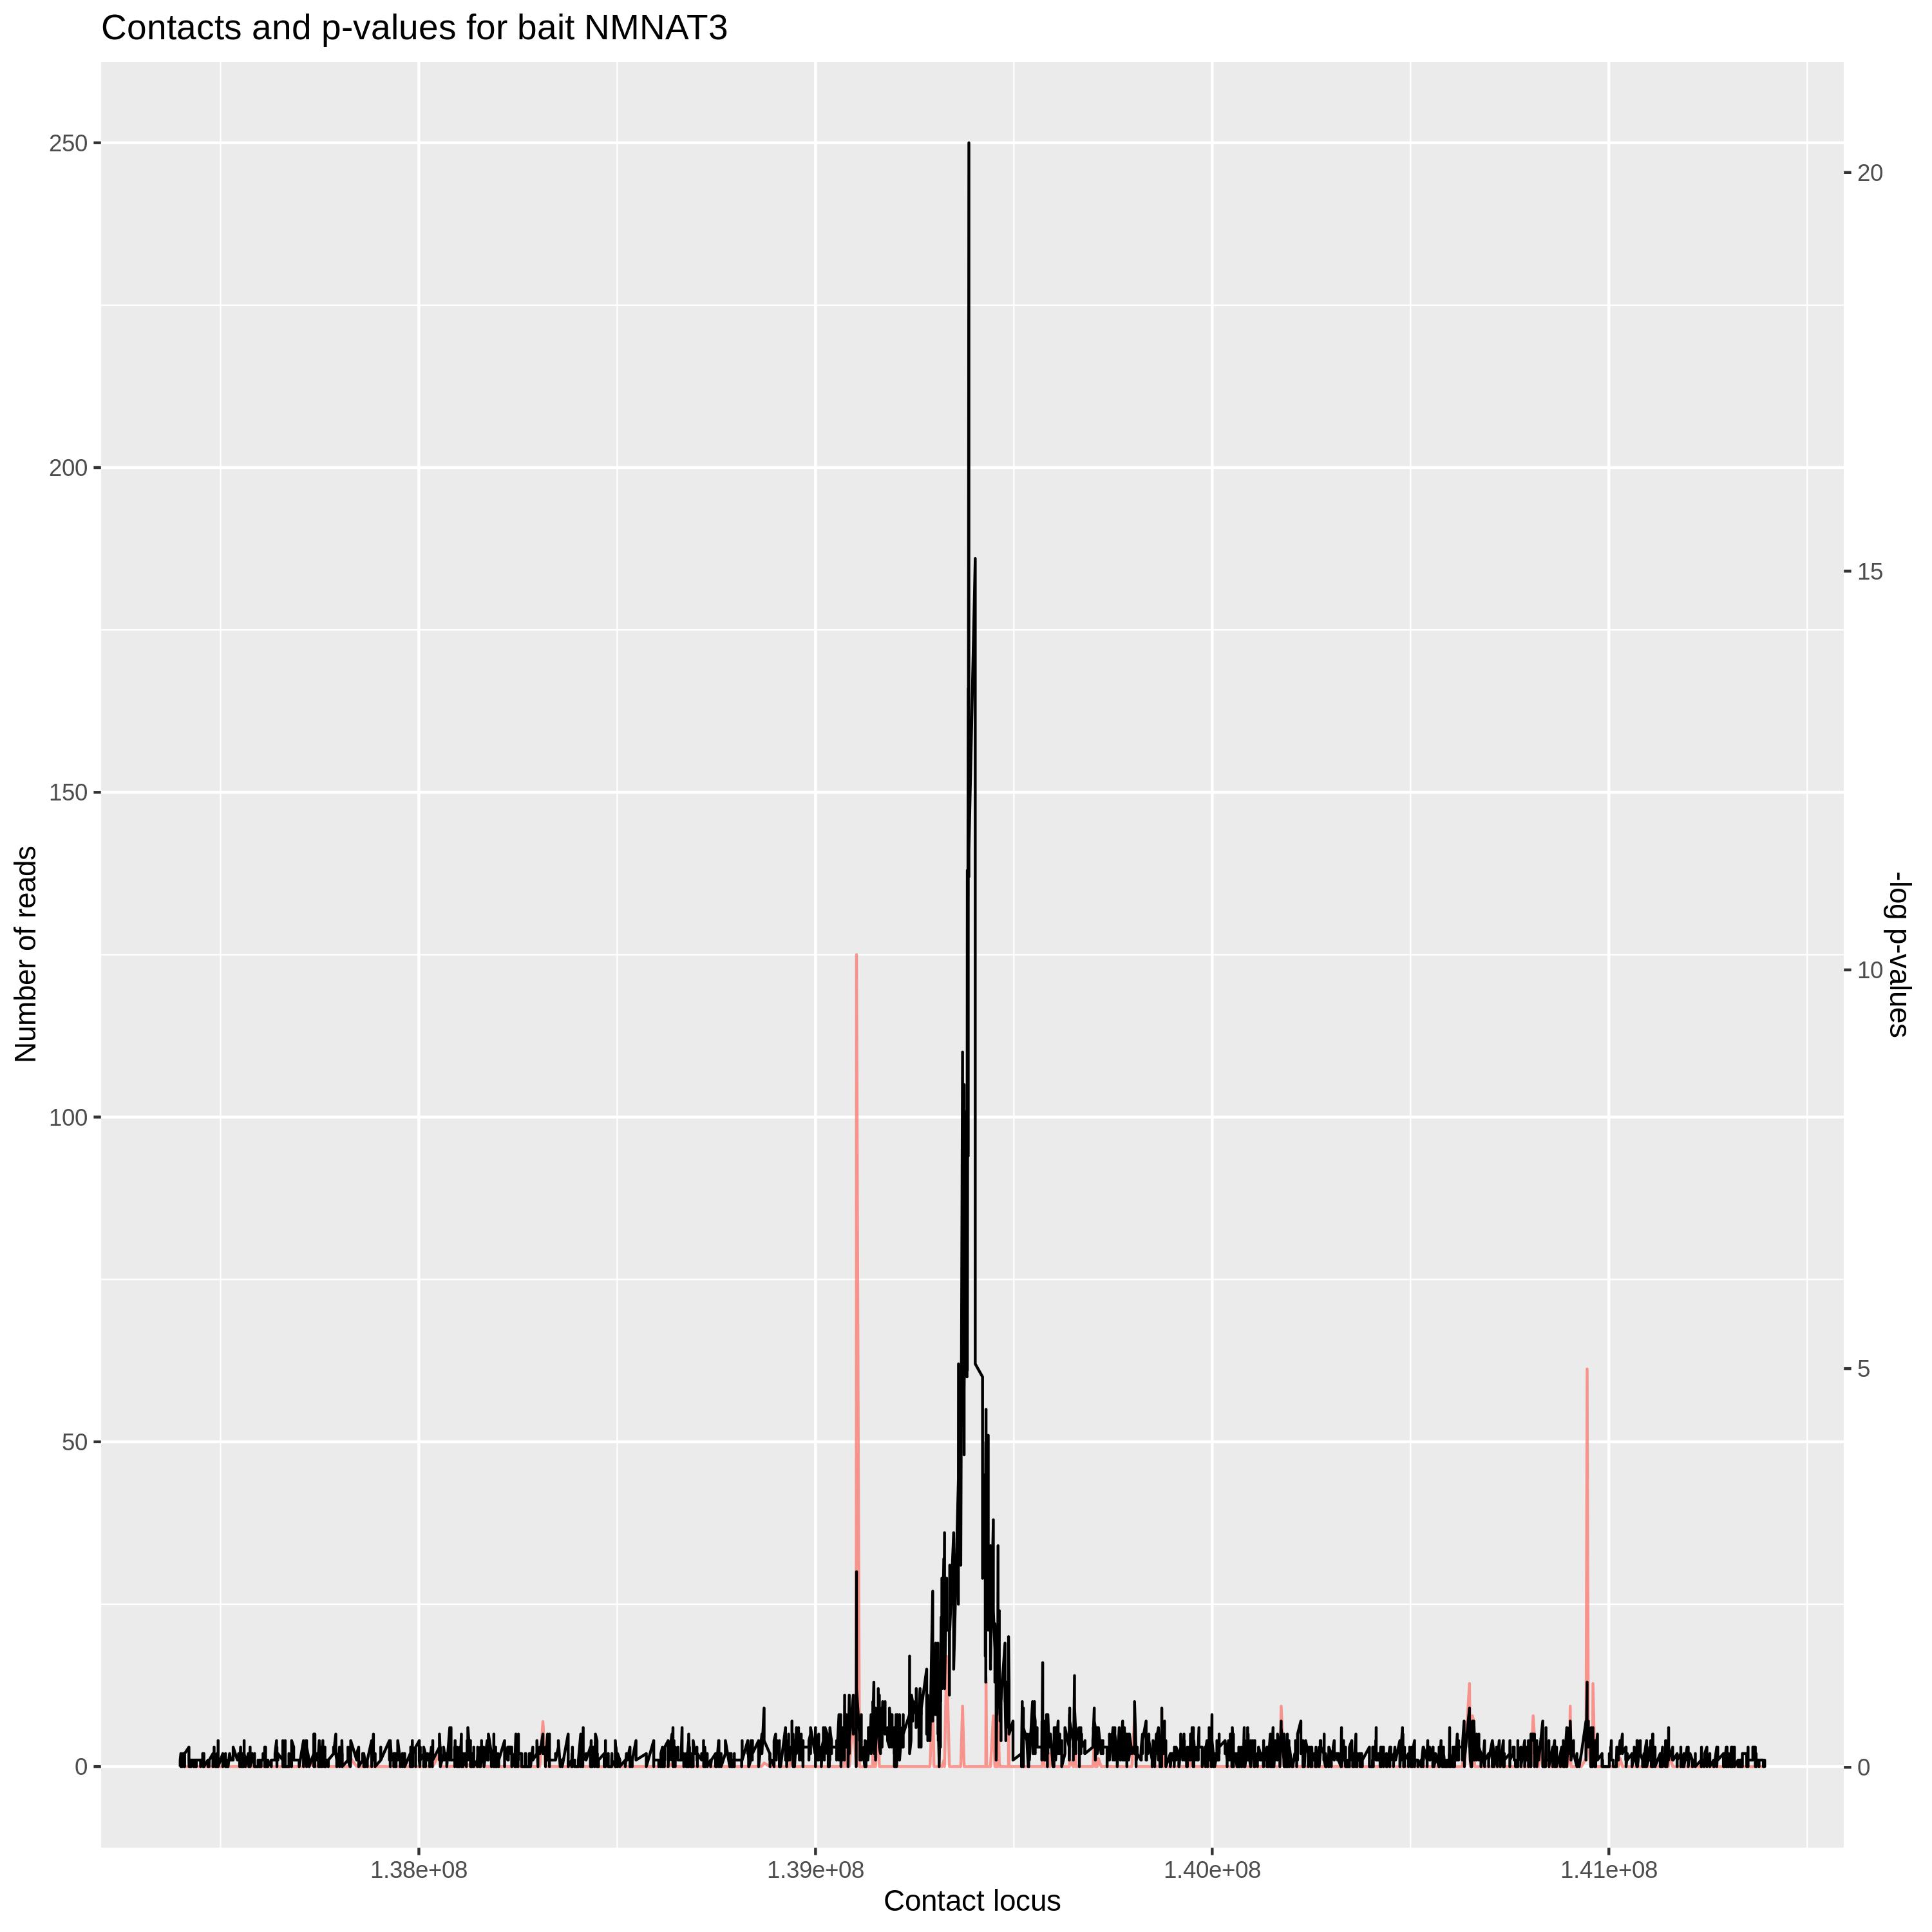 Contacts and p-values for bait NMNAT3
Number of reads
250
200
150
100
50
0
20
15
10
5
0
-log p-values
1.38e+08
1.39e+08
1.40e+08
1.41e+08
Contact locus